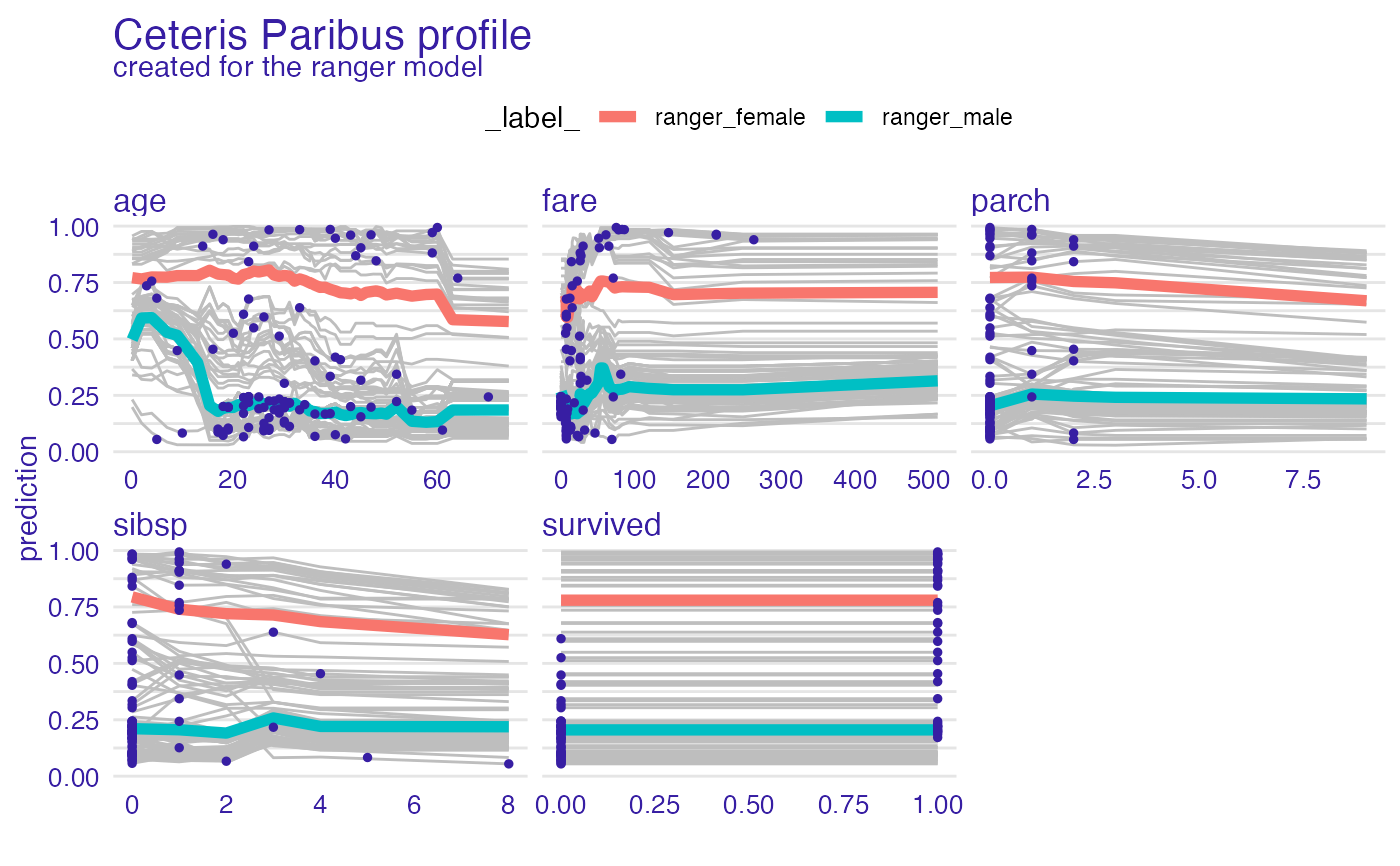 Ceteris Paribus profile
created for the ranger model
_label_ ranger_female ranger_male
age fare parch
1.00
0.75
0.50
0.25
0.00
0 20 40 60 0 100 200 300 400 500 0.0 2.5 5.0 7.5
prediction
sibsp survived
1.00
0.75
0.50
0.25
0.00
0 2 4 6 8 0.00 0.25 0.50 0.75 1.00